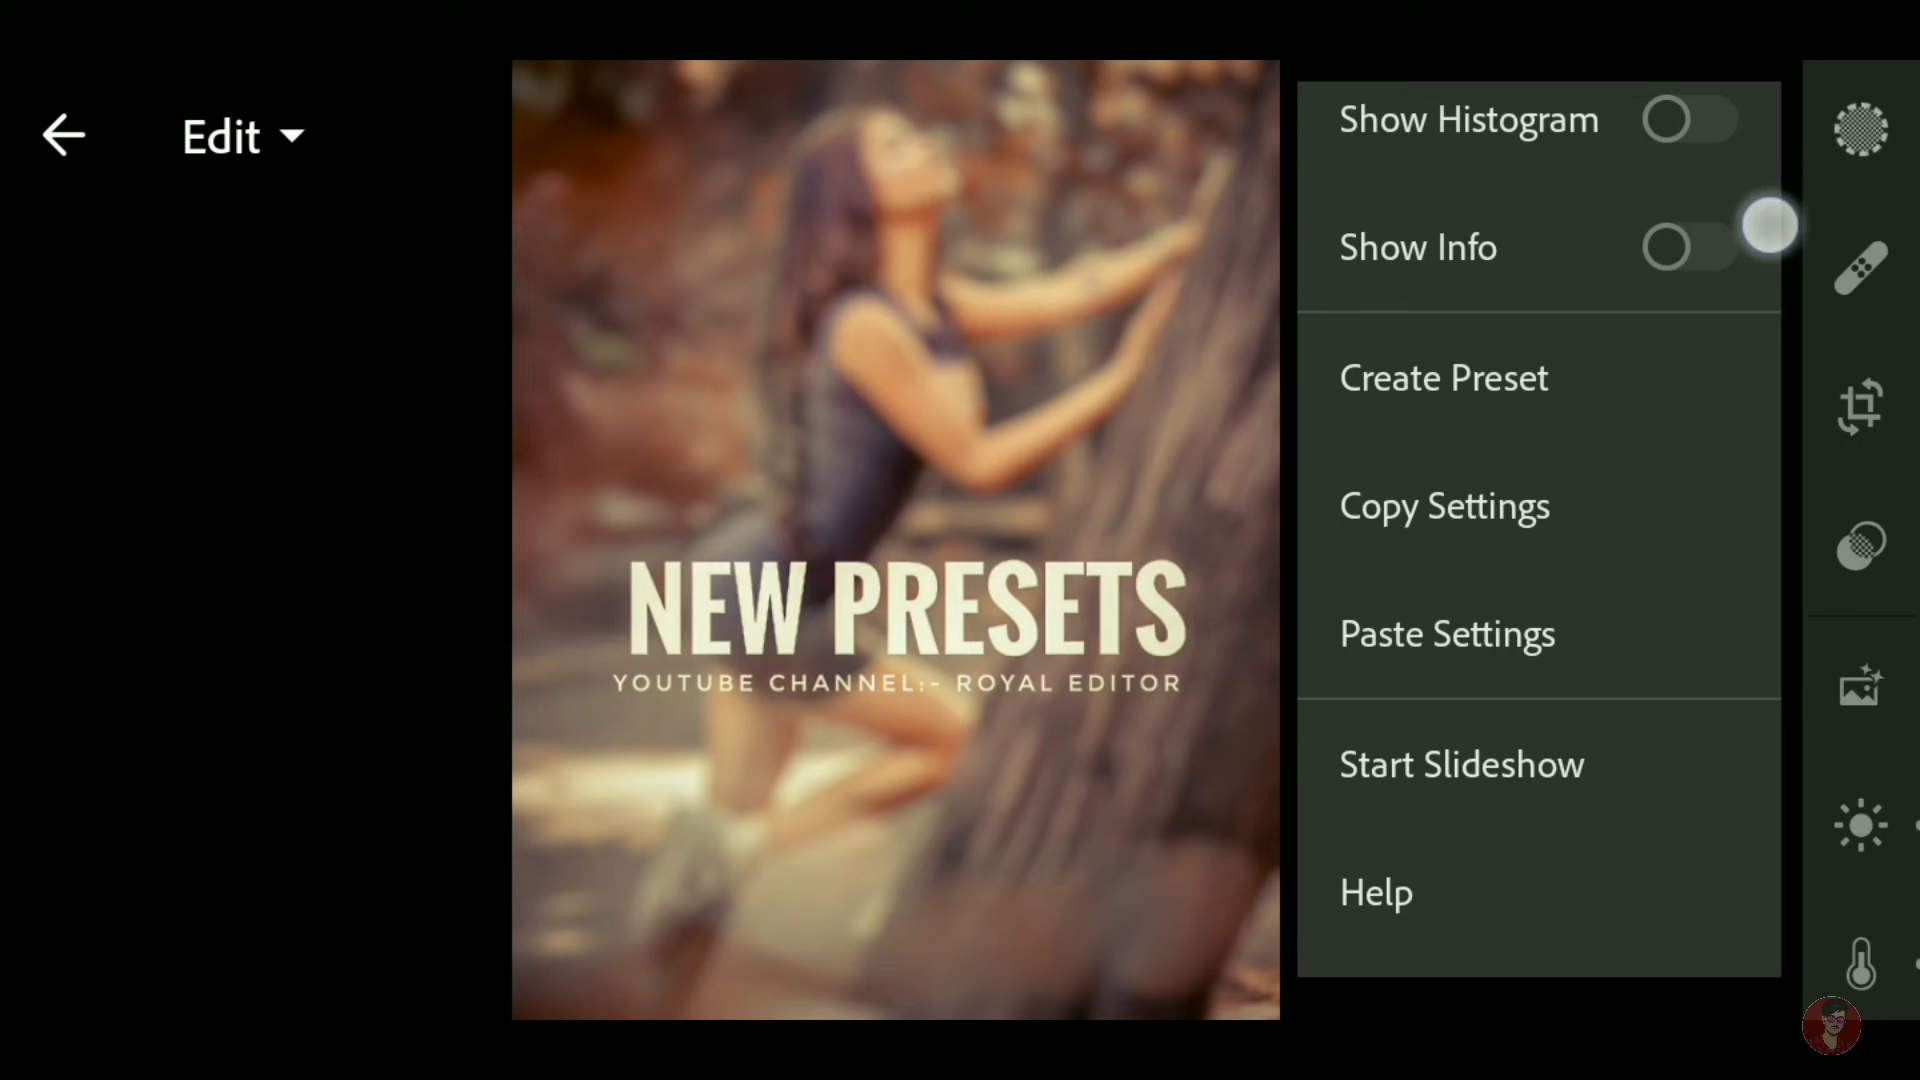 Edit
NEW PRESETS
YOUTUBE CHANNEL:- ROYAL EDITOR
Show Histogram
Show Info
Create Preset
Copy Settings
Paste Settings
Start Slideshow
Help